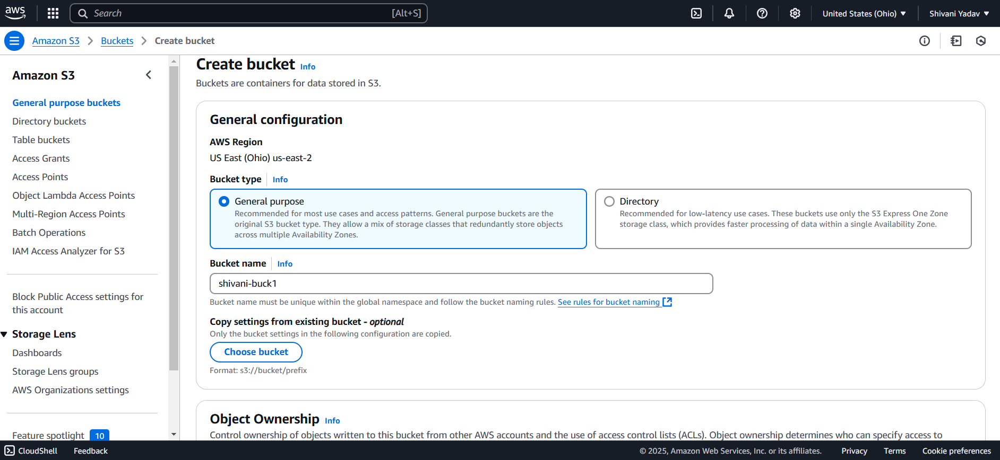 aws
Search
[Alt+S]
United States (Ohio)
Shivani Yadav
Amazon S3
Buckets
Create bucket
Amazon S3
General purpose buckets
Directory buckets
Table buckets
Access Grants
Access Points
Object Lambda Access Points
Multi-Region Access Points
Batch Operations
IAM Access Analyzer for S3
Block Public Access settings for
this account
Storage Lens
Dashboards
Storage Lens groups
AWS Organizations settings
Feature spotlight 10
Create bucket Info
Buckets are containers for data stored in S3.
General configuration
AWS Region
US East (Ohio) us-east-2
Bucket type Info
General purpose
Recommended for most use cases and access patterns. General purpose buckets are the
original S3 bucket type. They allow a mix of storage classes that redundantly store objects
across multiple Availability Zones.
Directory
Recommended for low-latency use cases. These buckets use only the S3 Express One Zone
storage class, which provides faster processing of data within a single Availability Zone.
Bucket name Info
shivani-buck1
Bucket name must be unique within the global namespace and follow the bucket naming rules. See rules for bucket naming
Copy settings from existing bucket - optional
Only the bucket settings in the following configuration are copied.
Choose bucket
Format: s3://bucket/prefix
Object Ownership Info
Control ownership of objects written to this bucket from other AWS accounts and the use of access control lists (ACLs). Object ownership determines who can specify access to
CloudShell
Feedback
© 2025, Amazon Web Services, Inc. or its affiliates.
Privacy
Terms
Cookie preferences